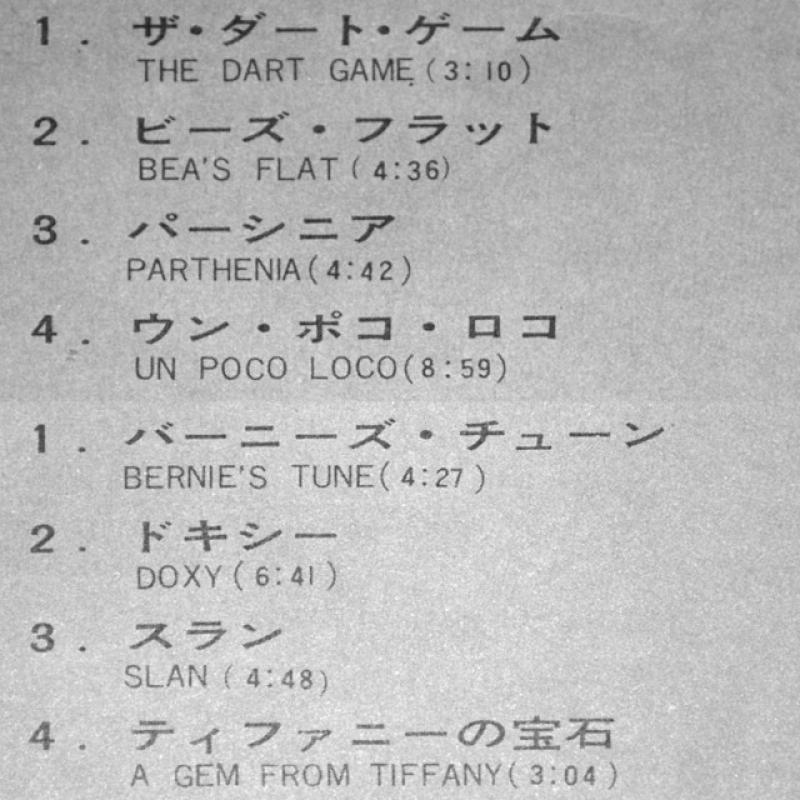 1. ザ・ダート・ゲーム
THE DART GAME (3:10)
2. ビーズ・フラット
BEA'S FLAT (4:36)
3. パーシニア
PARTHENIA (4:42)
4. ウン・ポコ・ロコ
UN POCO LOCO (8:59)
1. バーニーズ・チューン
BERNIE'S TUNE (4:27)
2. ドキシー
DOXY (6:41)
3. スラン
SLAN (4:48)
4. ティファニーの宝石
A GEM FROM TIFFANY (3:04)